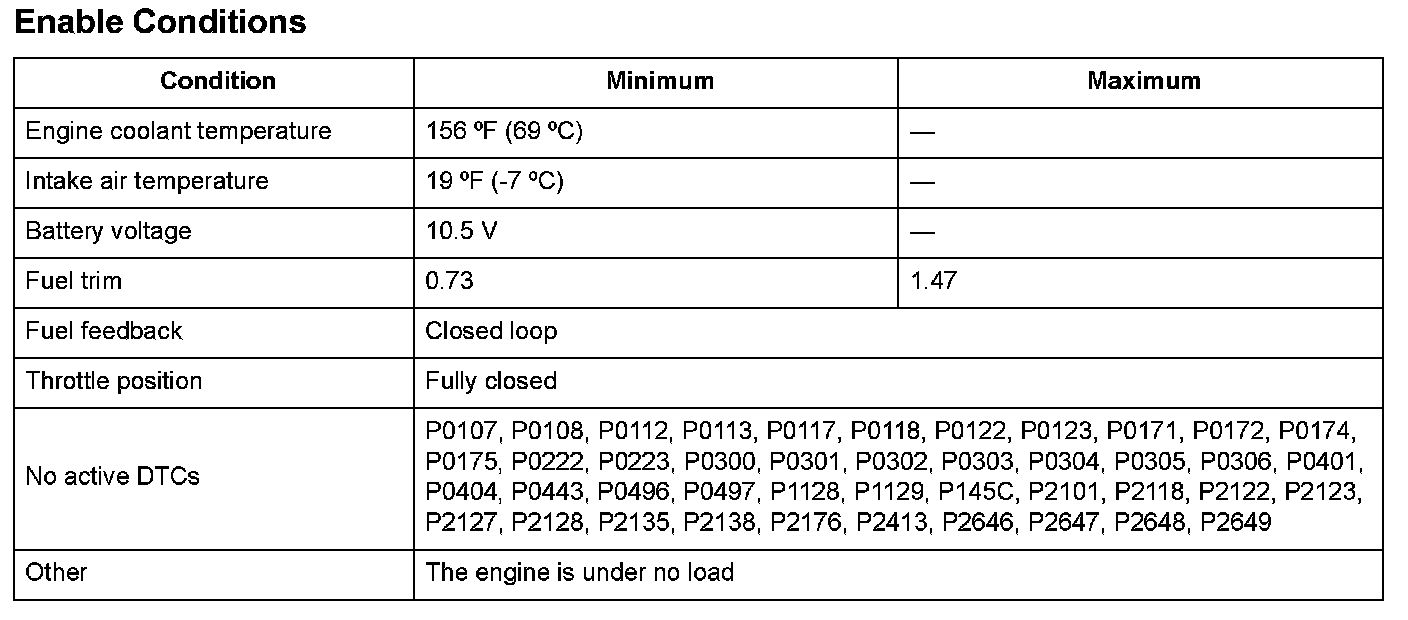 Enable Conditions
Condition Minimum Maximum
Engine coolant temperature 156 ºF (69 ºC) —
Intake air temperature 19 ºF (-7 ºC) —
Battery voltage 10.5 V —
Fuel trim 0.73 1.47
Fuel feedback Closed loop
Throttle position Fully closed
No active DTCs
P0107, P0108, P0112, P0113, P0117, P0118, P0122, P0123, P0171, P0172, P0174,
P0175, P0222, P0223, P0300, P0301, P0302, P0303, P0304, P0305, P0306, P0401,
P0404, P0443, P0496, P0497, P1128, P1129, P145C, P2101, P2118, P2122, P2123,
P2127, P2128, P2135, P2138, P2176, P2413, P2646, P2647, P2648, P2649
Other The engine is under no load